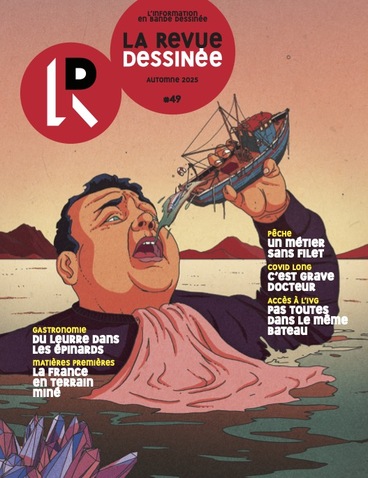 L'INFORMATION
EN BANDE DESSINÉE
LA REVUE
DESSINÉE
AUTOMNE 2025
#49
LR
PÊCHE
UN MÉTIER
SANS FILET
COVID LONG
C'EST GRAVE
DOCTEUR
ACCÈS À L'IVG
PAS TOUTES
DANS LE MÊME
BATEAU
GASTRONOMIE
DU LEURRE DANS
LES ÉPINARDS
MATIÈRES PREMIÈRES
LA FRANCE
EN TERRAIN
MINÉ